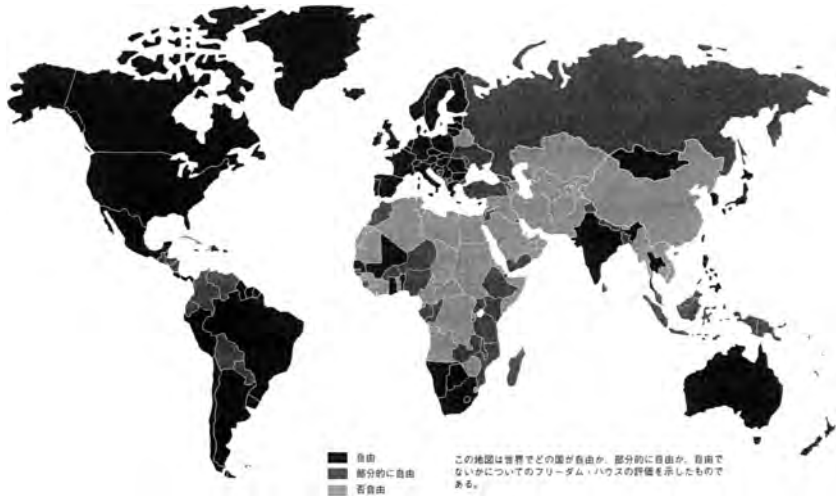 自由
部分的に自由
否自由
この地図は世界でどの国が自由か、部分的に自由か、自由で
ないかについてのフリーダム・ハウスの評価を示したもので
ある。